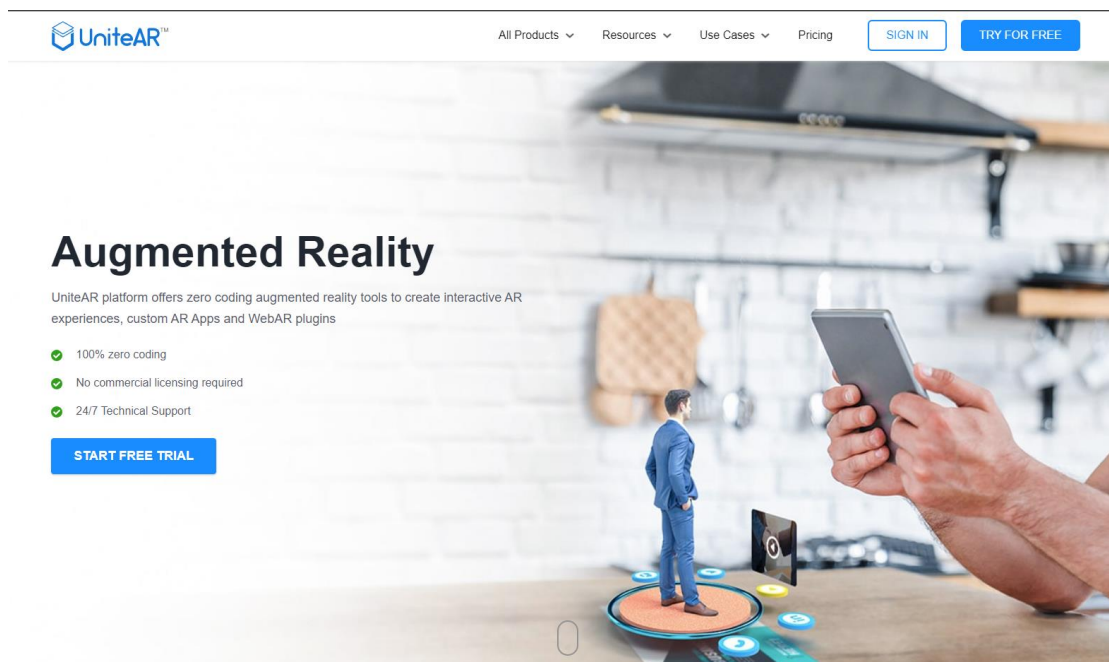 UniteAR™
All Products
Resources
Use Cases
Pricing
SIGN IN
TRY FOR FREE
Augmented Reality
UniteAR platform offers zero coding augmented reality tools to create interactive AR
experiences, custom AR Apps and WebAR plugins
100% zero coding
No commercial licensing required
24/7 Technical Support
START FREE TRIAL